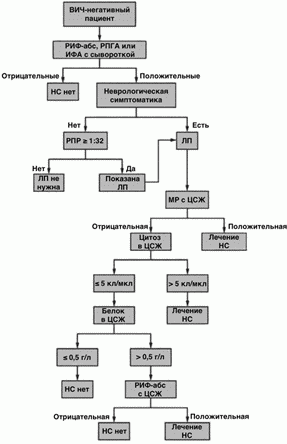 ВИЧ-негативный
пациент
РИФ-абс, РПГА или
ИФА с сывороткой
Отрицательные
Положительные
НС нет
Неврологическая
симптоматика
Нет
Есть
РПР ≥ 1:32
ЛП
Нет
Да
ЛП не
нужна
Показана
ЛП
МР с ЦСЖ
Отрицательная
Положительная
Цитоз
в ЦСЖ
Лечение
НС
≤ 5 кл/мкл
> 5 кл/мкл
Белок
в ЦСЖ
Лечение
НС
≤ 0,5 г/л
> 0,5 г/л
НС нет
РИФ-абс
с ЦСЖ
Отрицательная
Положительная
НС нет
Лечение
НС